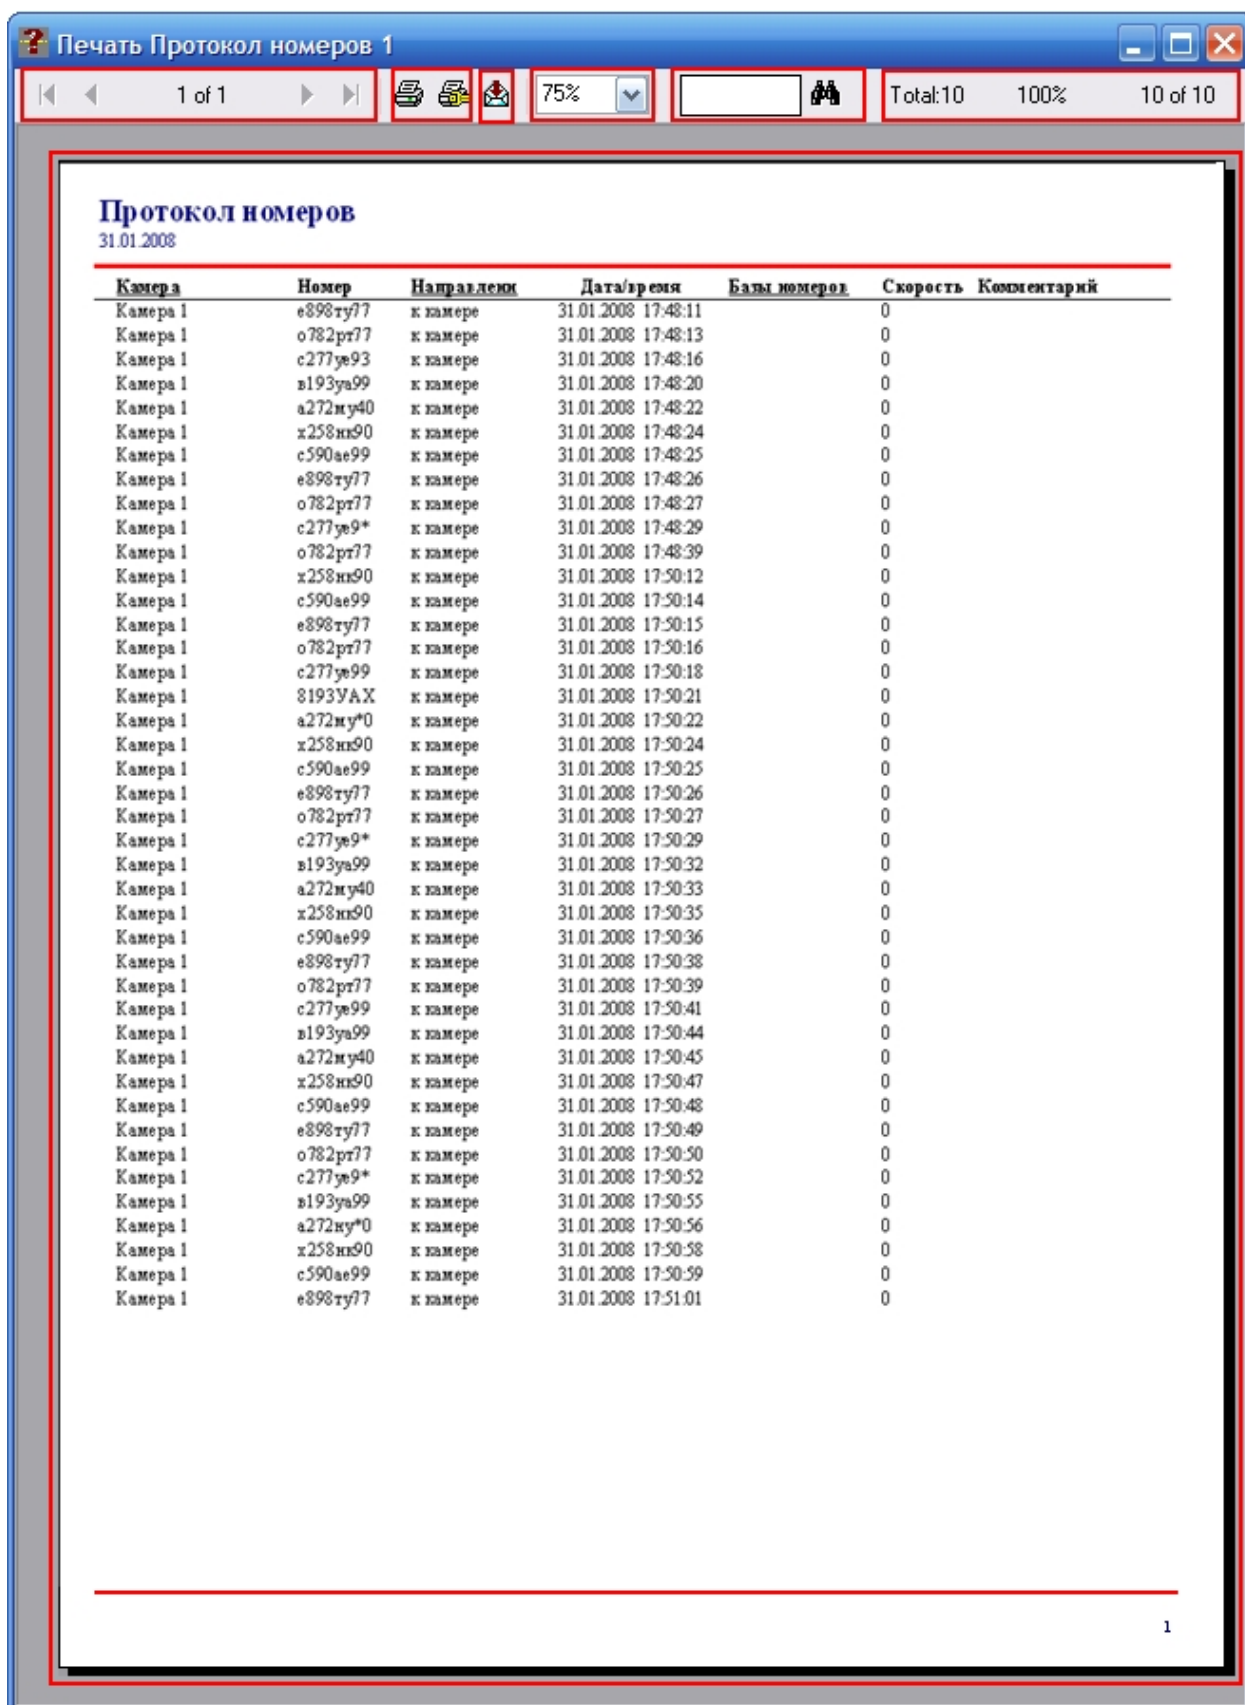 Печать Протокол номеров 1
1 of 1 75% Total:10 100% 10 of 10
Протокол номеров
31.01.2008
Камера Номер Направлени Дата/время Базы номеров Скорость Комментарий
Камера 1 е898ту77 к камере 31.01.2008 17:48:11 0
Камера 1 о782рт77 к камере 31.01.2008 17:48:13 0
Камера 1 с277уе93 к камере 31.01.2008 17:48:16 0
Камера 1 в193уа99 к камере 31.01.2008 17:48:20 0
Камера 1 а272му40 к камере 31.01.2008 17:48:22 0
Камера 1 х258нк90 к камере 31.01.2008 17:48:24 0
Камера 1 с590ае99 к камере 31.01.2008 17:48:25 0
Камера 1 е898ту77 к камере 31.01.2008 17:48:26 0
Камера 1 о782рт77 к камере 31.01.2008 17:48:27 0
Камера 1 с277уе9* к камере 31.01.2008 17:48:29 0
Камера 1 о782рт77 к камере 31.01.2008 17:48:39 0
Камера 1 х258нк90 к камере 31.01.2008 17:50:12 0
Камера 1 с590ае99 к камере 31.01.2008 17:50:14 0
Камера 1 е898ту77 к камере 31.01.2008 17:50:15 0
Камера 1 о782рт77 к камере 31.01.2008 17:50:16 0
Камера 1 с277уе99 к камере 31.01.2008 17:50:18 0
Камера 1 8193УАХ к камере 31.01.2008 17:50:21 0
Камера 1 а272му*0 к камере 31.01.2008 17:50:22 0
Камера 1 х258нк90 к камере 31.01.2008 17:50:24 0
Камера 1 с590ае99 к камере 31.01.2008 17:50:25 0
Камера 1 е898ту77 к камере 31.01.2008 17:50:26 0
Камера 1 о782рт77 к камере 31.01.2008 17:50:27 0
Камера 1 с277уе9* к камере 31.01.2008 17:50:29 0
Камера 1 в193уа99 к камере 31.01.2008 17:50:32 0
Камера 1 а272му40 к камере 31.01.2008 17:50:33 0
Камера 1 х258нк90 к камере 31.01.2008 17:50:35 0
Камера 1 с590ае99 к камере 31.01.2008 17:50:36 0
Камера 1 е898ту77 к камере 31.01.2008 17:50:38 0
Камера 1 о782рт77 к камере 31.01.2008 17:50:39 0
Камера 1 с277уе99 к камере 31.01.2008 17:50:41 0
Камера 1 в193уа99 к камере 31.01.2008 17:50:44 0
Камера 1 а272му40 к камере 31.01.2008 17:50:45 0
Камера 1 х258нк90 к камере 31.01.2008 17:50:47 0
Камера 1 с590ае99 к камере 31.01.2008 17:50:48 0
Камера 1 е898ту77 к камере 31.01.2008 17:50:49 0
Камера 1 о782рт77 к камере 31.01.2008 17:50:50 0
Камера 1 с277уе9* к камере 31.01.2008 17:50:52 0
Камера 1 в193уа99 к камере 31.01.2008 17:50:55 0
Камера 1 а272ну*0 к камере 31.01.2008 17:50:56 0
Камера 1 х258нк90 к камере 31.01.2008 17:50:58 0
Камера 1 с590ае99 к камере 31.01.2008 17:50:59 0
Камера 1 е898ту77 к камере 31.01.2008 17:51:01 0
1